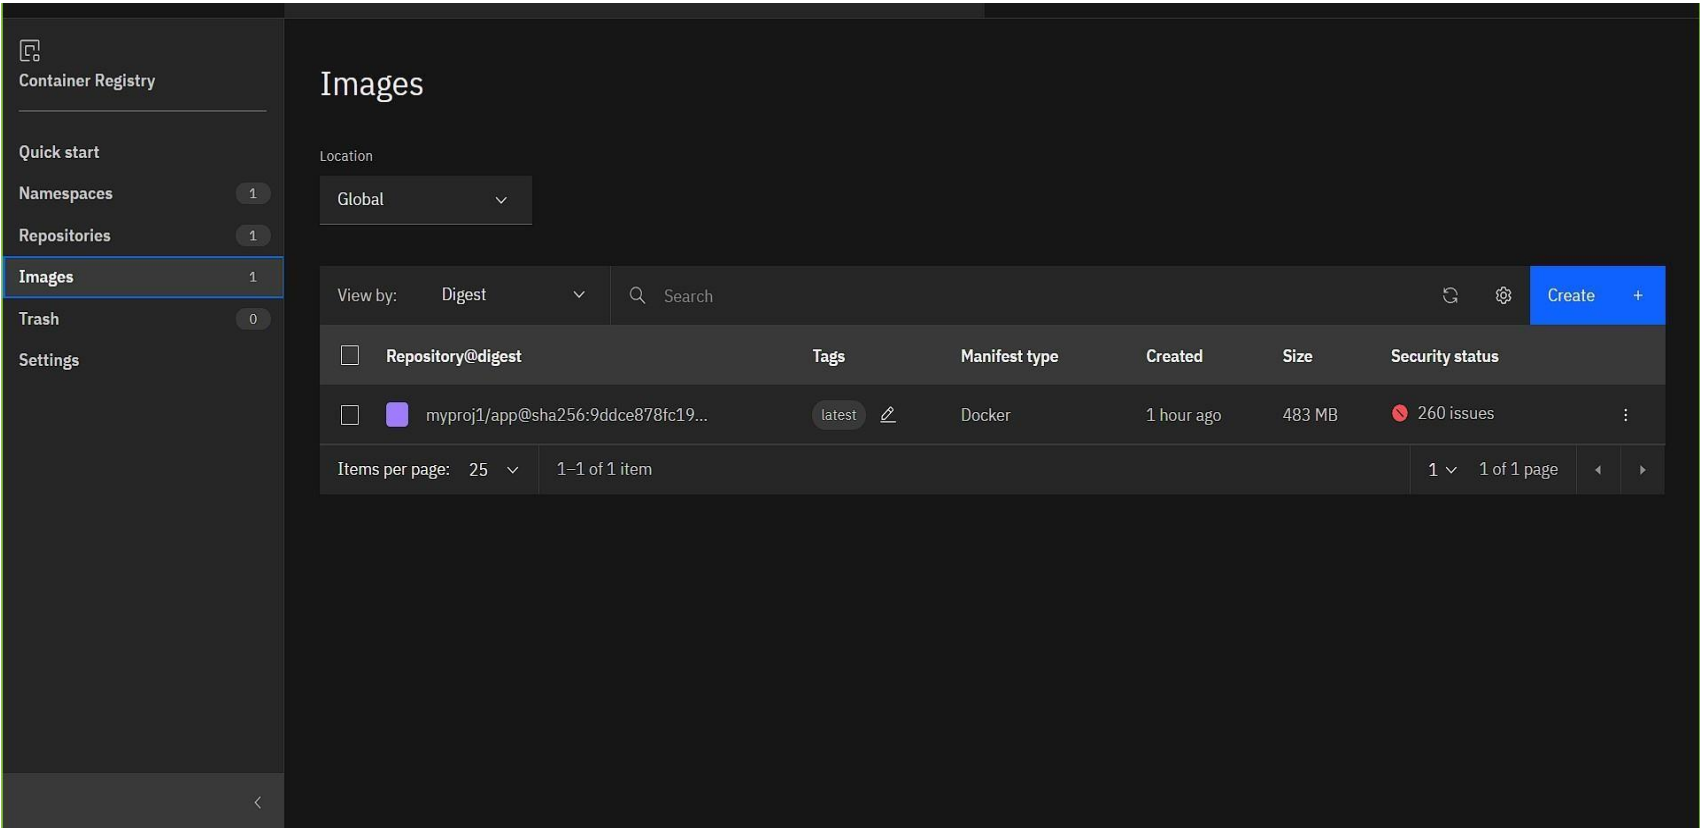 Container Registry
Quick start
Namespaces 1
Repositories 1
Images 1
Trash 0
Settings
Images
Location
Global
View by: Digest Search Create +
Repository@digest Tags Manifest type Created Size Security status
myproj1/app@sha256:9ddce878fc19... latest Docker 1 hour ago 483 MB 260 issues
Items per page: 25 1–1 of 1 item 1 1 of 1 page